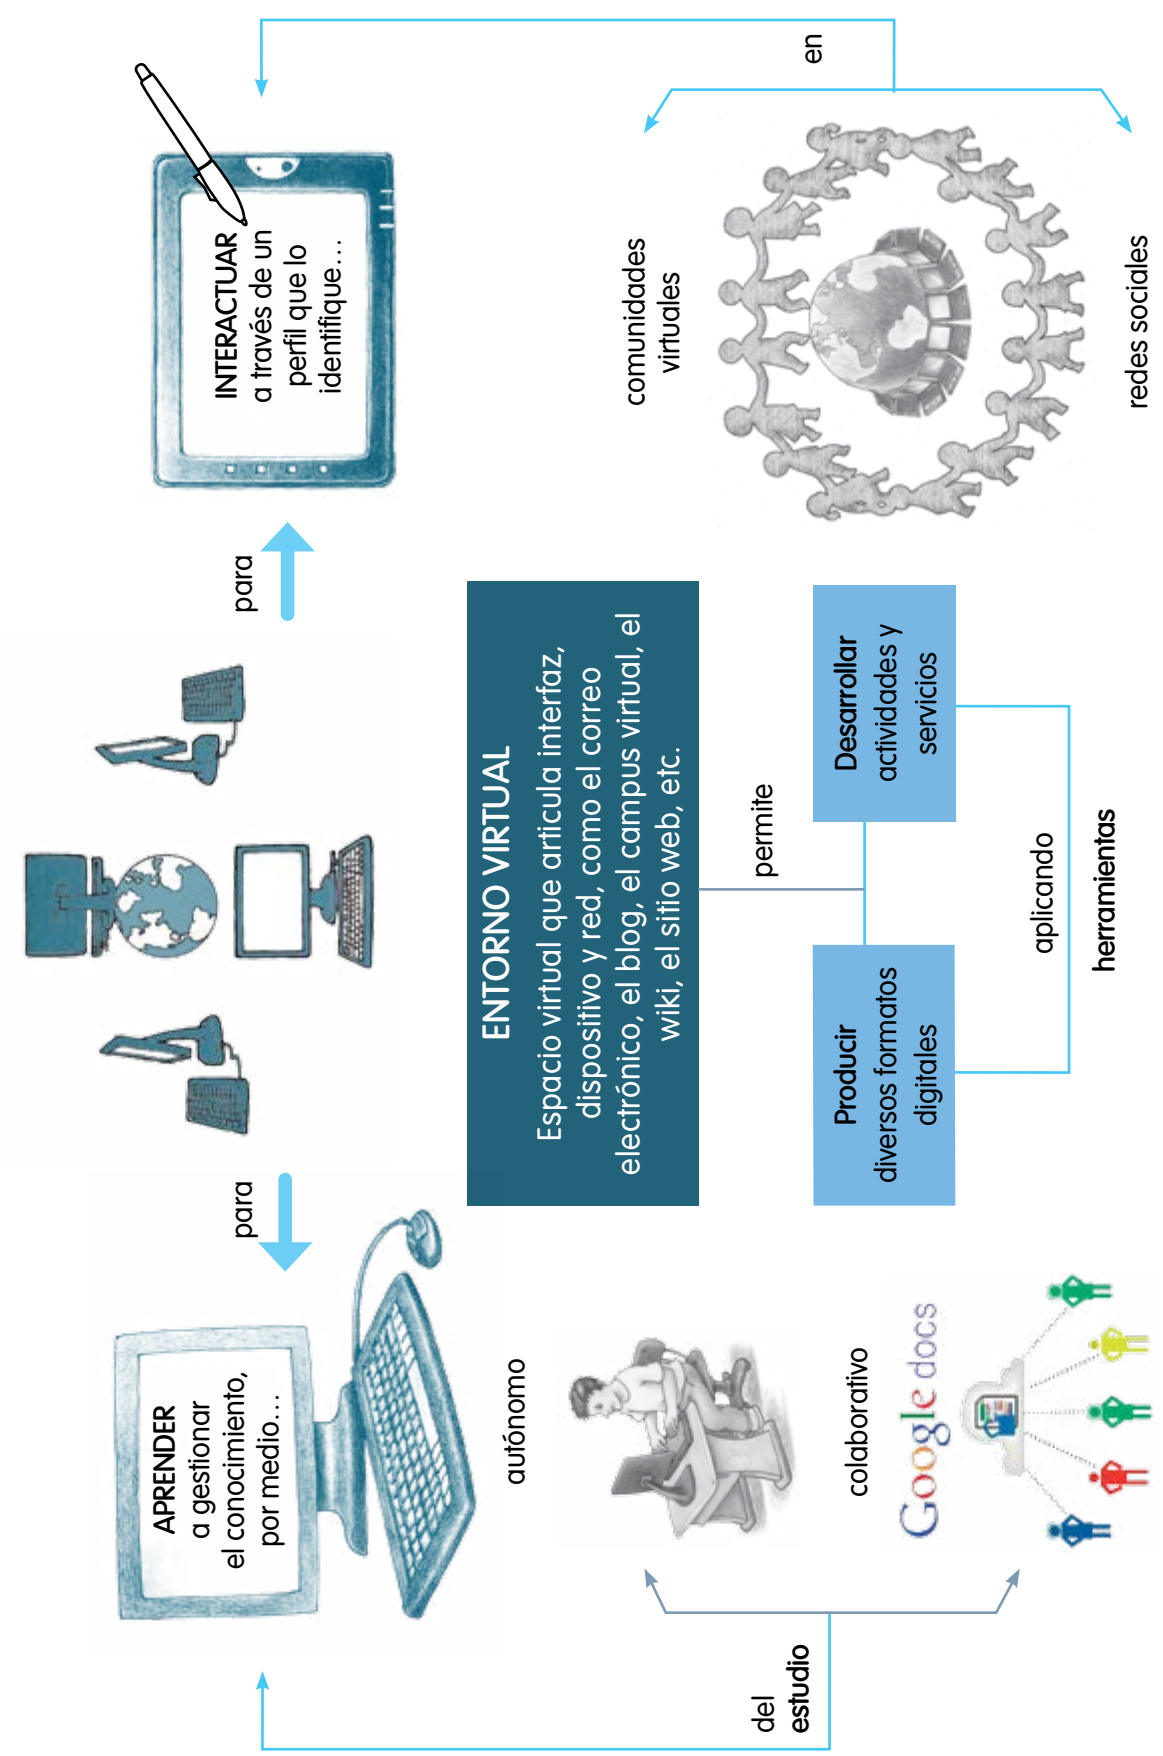 APRENDER
a gestionar
el conocimiento,
por medio…
para
para
INTERACTUAR
a través de un
perfil que lo
identifique…
ENTORNO VIRTUAL
Espacio virtual que articula interfaz,
dispositivo y red, como el correo
electrónico, el blog, el campus virtual, el
wiki, el sitio web, etc.
permite
Producir
diversos formatos
digitales
Desarrollar
actividades y
servicios
aplicando
herramientas
del
estudio
autónomo
colaborativo
Google docs
en
comunidades
virtuales
redes sociales